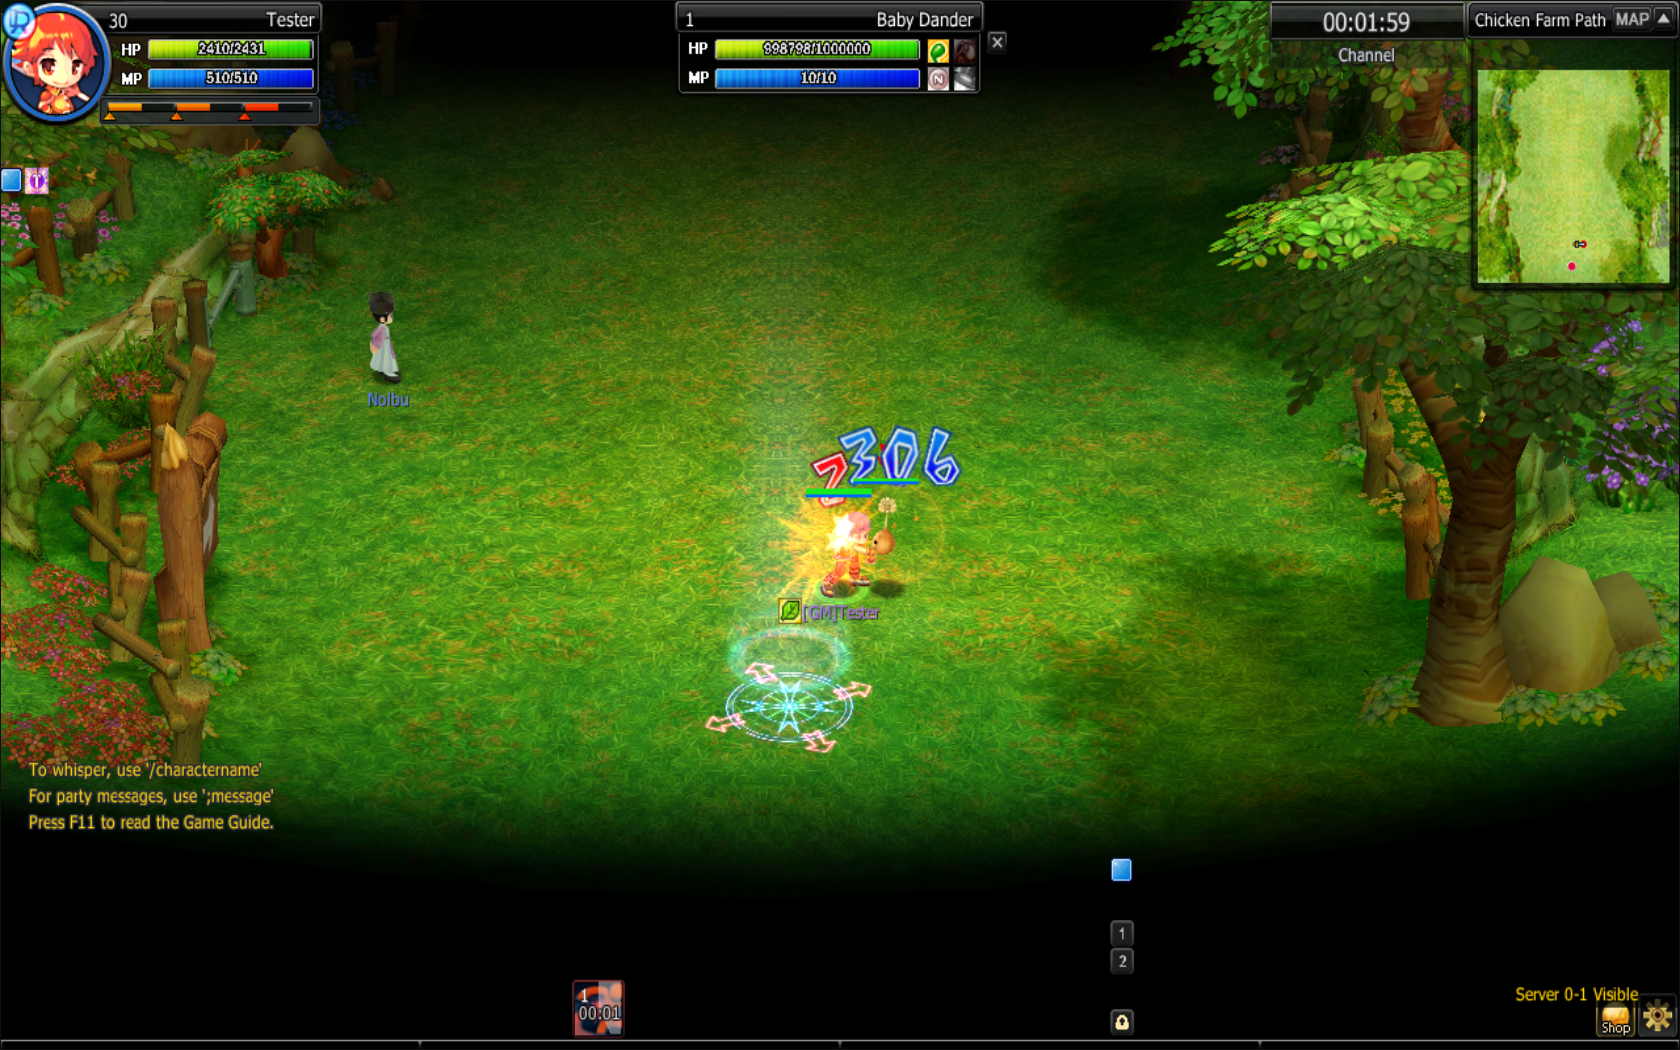 30 Tester
HP 2410/2431
MP 510/510
1 Baby Dander
HP 998798/1000000
MP 10/10
N
00:01:59
Channel
Chicken Farm Path MAP
T
Nolbu
7
306
[GM]Tester
To whisper, use '/charactername'
For party messages, use ';message'
Press F11 to read the Game Guide.
1
2
1
00:01
Server 0-1 Visible
Shop